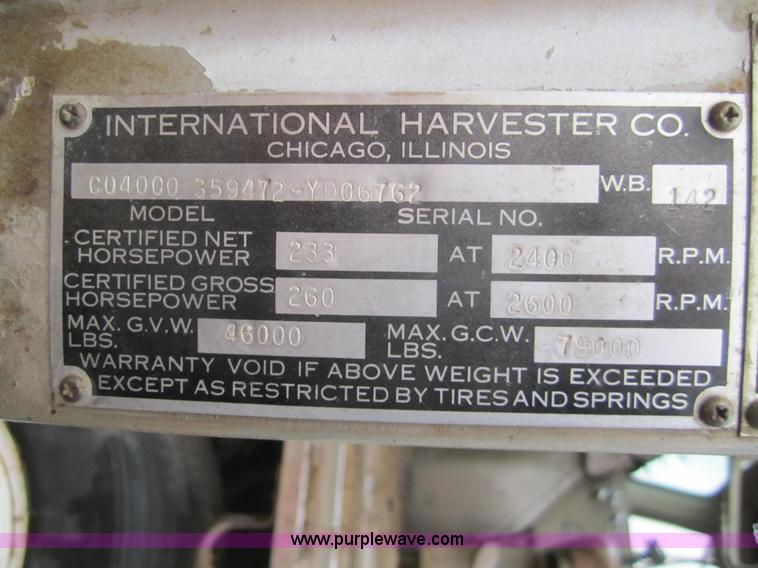 INTERNATIONAL HARVESTER CO.
CHICAGO, ILLINOIS
CO4000 359472-Y006762 W.B. 142
MODEL SERIAL NO.
CERTIFIED NET HORSEPOWER 233 AT 2400 R.P.M.
CERTIFIED GROSS HORSEPOWER 260 AT 2600 R.P.M.
MAX. G.V.W. LBS. 46000 MAX. G.C.W. LBS. 79000
WARRANTY VOID IF ABOVE WEIGHT IS EXCEEDED
EXCEPT AS RESTRICTED BY TIRES AND SPRINGS
www.purplewave.com